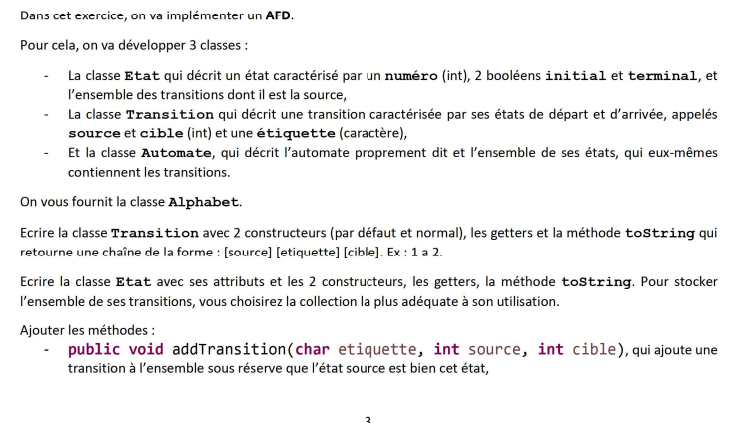 Dans cet exercice, on va implémenter un AFD.
Pour cela, on va développer 3 classes :
- La classe Etat qui décrit un état caractérisé par un numéro (int), 2 booléens initial et terminal, et
l’ensemble des transitions dont il est la source,
- La classe Transition qui décrit une transition caractérisée par ses états de départ et d’arrivée, appelés
source et cible (int) et une étiquette (caractère),
- Et la classe Automate, qui décrit l’automate proprement dit et l’ensemble de ses états, qui eux-mêmes
contiennent les transitions.
On vous fournit la classe Alphabet.
Ecrire la classe Transition avec 2 constructeurs (par défaut et normal), les getters et la méthode toString qui
retourne une chaîne de la forme : [source] [etiquette] [cible]. Ex : 1 a 2.
Ecrire la classe Etat avec ses attributs et les 2 constructeurs, les getters, la méthode toString. Pour stocker
l’ensemble de ses transitions, vous choisirez la collection la plus adéquate à son utilisation.
Ajouter les méthodes :
- public void addTransition(char etiquette, int source, int cible), qui ajoute une
transition à l’ensemble sous réserve que l’état source est bien cet état,
3